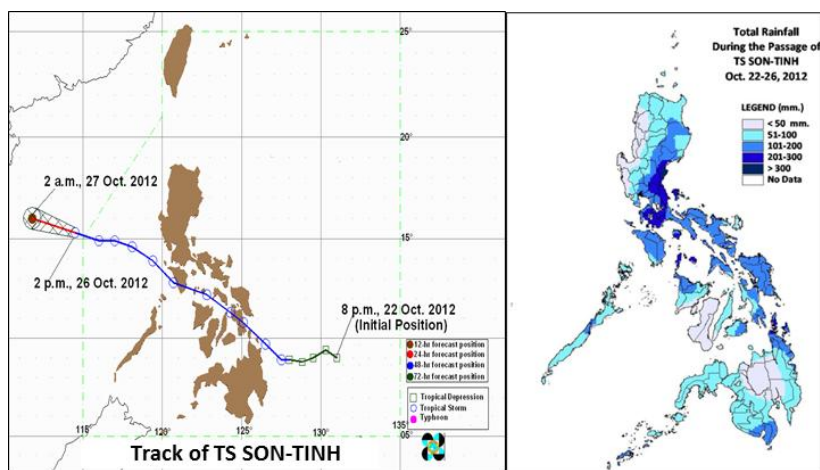 25°
20°
2 a.m., 27 Oct. 2012
15°
2 p.m., 26 Oct. 2012
8 p.m., 22 Oct. 2012
(Initial Position)
12-hr forecast position
24-hr forecast position
48-hr forecast position
72-hr forecast position
Tropical Depression
Tropical Storm
Typhoon
115
120
125°
130°
135
05°
Track of TS SON-TINH
Total Rainfall
During the Passage of
TS SON-TINH
Oct. 22-26, 2012
LEGEND (mm.)
< 50 mm.
51-100
101-200
201-300
> 300
No Data